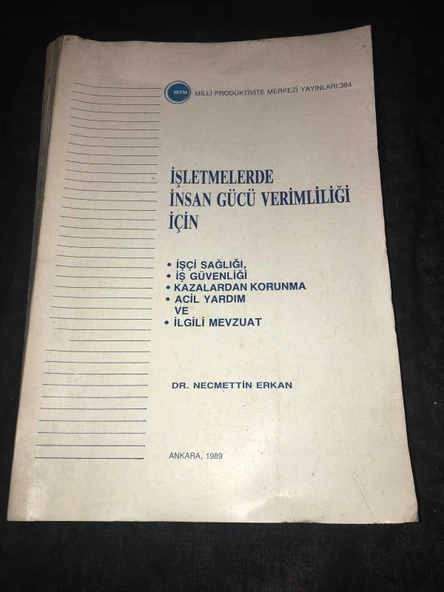 MİLLİ PRODÜKTİVİTE MERKEZİ YAYINLARI:384
İŞLETMELERDE
İNSAN GÜCÜ VERİMLİLİĞİ
İÇİN
• İŞÇİ SAĞLIĞI,
• İŞ GÜVENLİĞİ
• KAZALARDAN KORUNMA
• ACİL YARDIM
VE
• İLGİLİ MEVZUAT
DR. NECMETTİN ERKAN
ANKARA, 1989